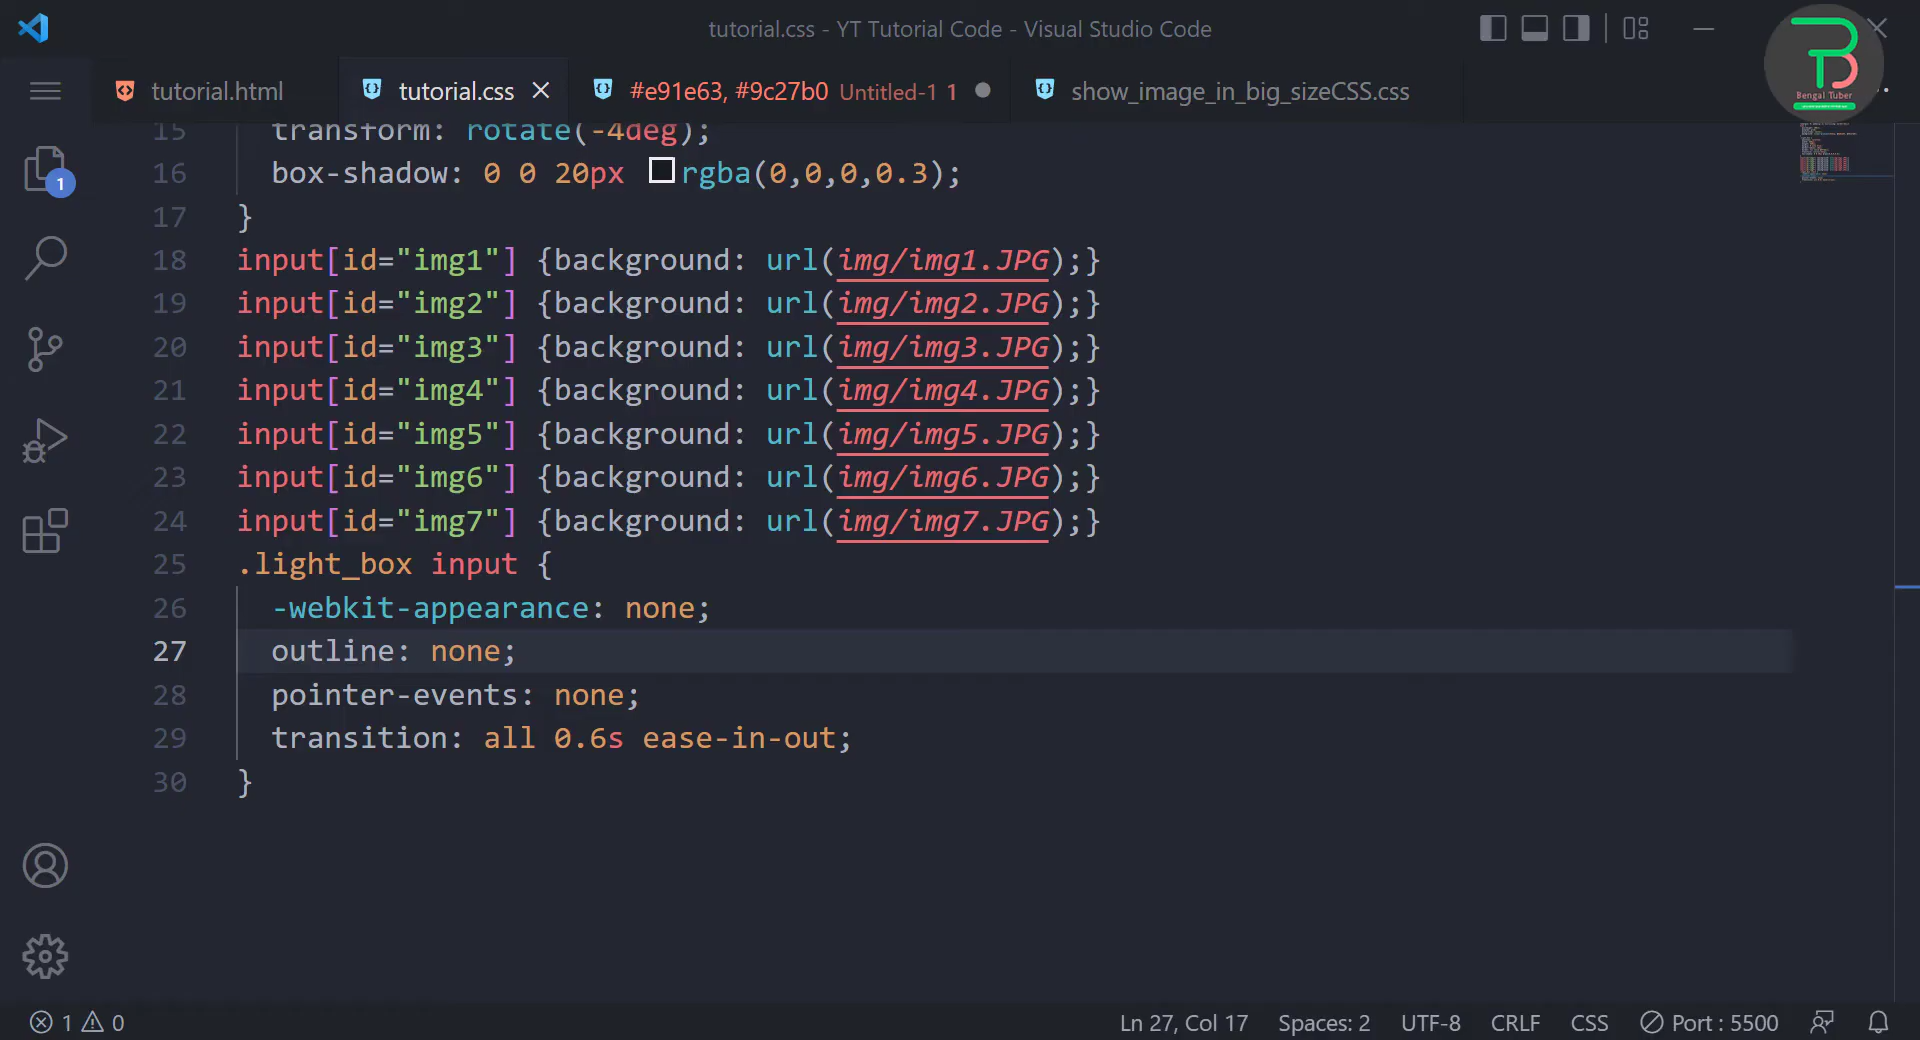 tutorial.css - YT Tutorial Code - Visual Studio Code
tutorial.html
tutorial.css
#e91e63, #9c27b0 Untitled-1 1
show_image_in_big_sizeCSS.css
Bengal Tuber
1
15 transform: rotate(-4deg);
16 box-shadow: 0 0 20px rgba(0,0,0,0.3);
17 }
18 input[id="img1"] {background: url(img/img1.JPG);}
19 input[id="img2"] {background: url(img/img2.JPG);}
20 input[id="img3"] {background: url(img/img3.JPG);}
21 input[id="img4"] {background: url(img/img4.JPG);}
22 input[id="img5"] {background: url(img/img5.JPG);}
23 input[id="img6"] {background: url(img/img6.JPG);}
24 input[id="img7"] {background: url(img/img7.JPG);}
25 .light_box input {
26 -webkit-appearance: none;
27 outline: none;
28 pointer-events: none;
29 transition: all 0.6s ease-in-out;
30 }
1 0 Ln 27, Col 17 Spaces: 2 UTF-8 CRLF CSS Port : 5500